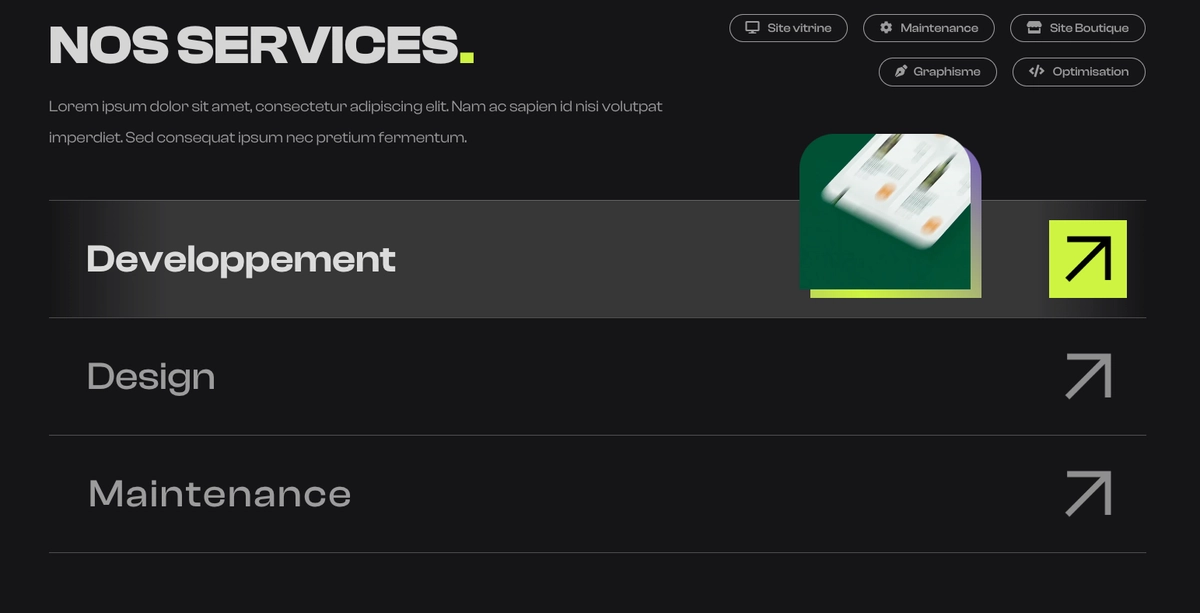 NOS SERVICES.
Site vitrine
Maintenance
Site Boutique
Graphisme
Optimisation
Lorem ipsum dolor sit amet, consectetur adipiscing elit. Nam ac sapien id nisi volutpat
imperdiet. Sed consequat ipsum nec pretium fermentum.
Developpement
Design
Maintenance